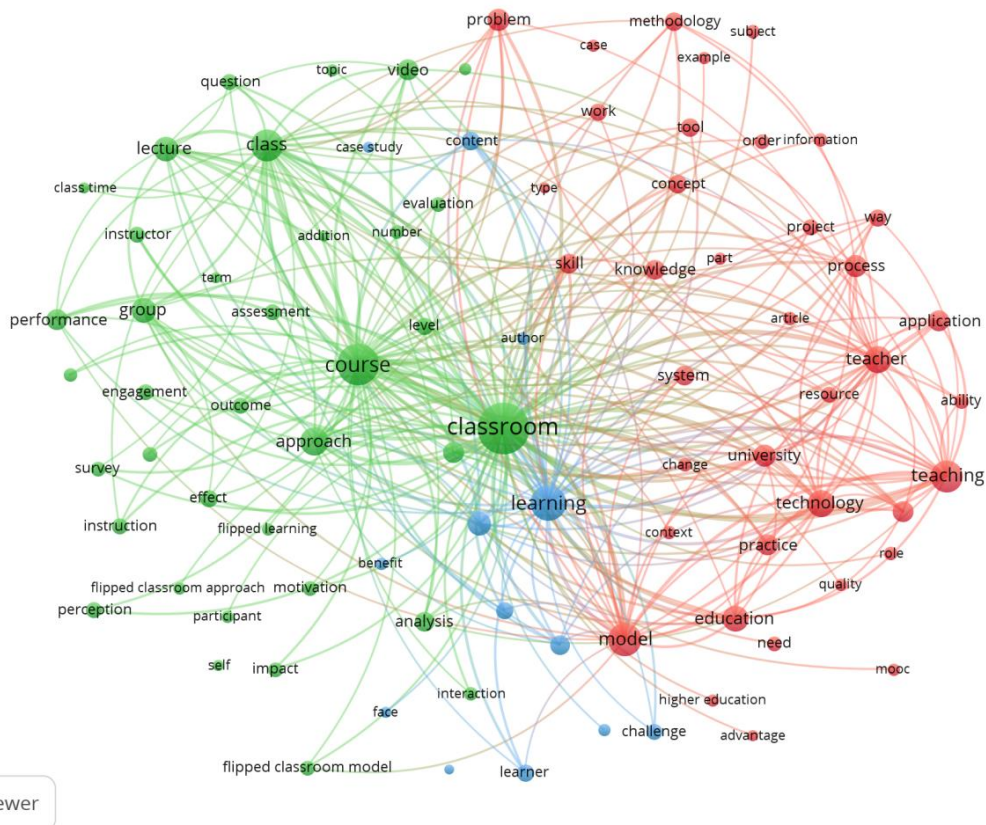 problem
methodology
subject
case
example
topic
video
question
work
tool
order
information
lecture
class
case study
content
class time
type
concept
evaluation
instructor
addition
number
project
way
term
skill
knowledge
part
process
performance
group
assessment
level
author
article
application
course
teacher
engagement
outcome
system
resource
ability
classroom
approach
survey
change
university
teaching
effect
learning
technology
instruction
flipped learning
context
practice
role
benefit
quality
flipped classroom approach
motivation
perception
participant
analysis
education
model
need
self
impact
mooc
interaction
higher education
face
challenge
advantage
flipped classroom model
learner
ewer